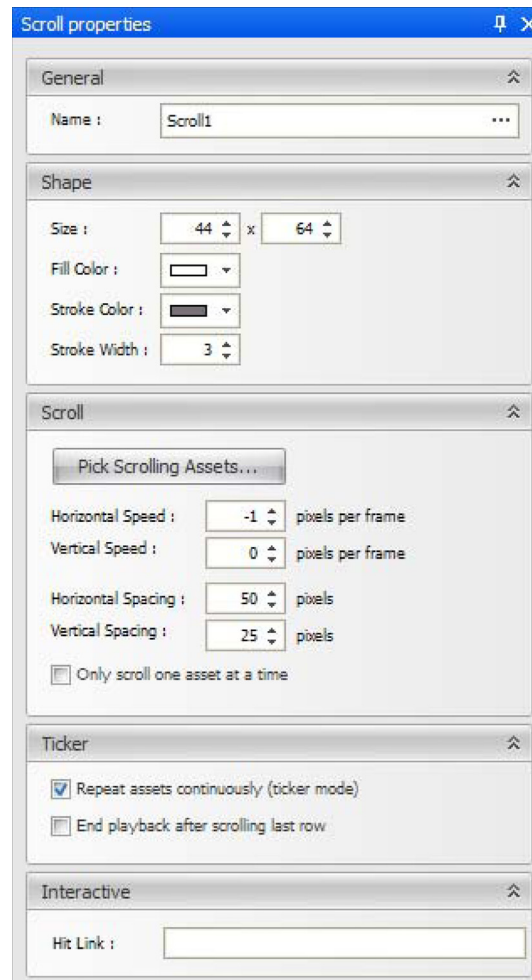 Scroll properties
General
Name : Scroll1 ...
Shape
Size : 44 x 64
Fill Color :
Stroke Color :
Stroke Width : 3
Scroll
Pick Scrolling Assets...
Horizontal Speed : -1 pixels per frame
Vertical Speed : 0 pixels per frame
Horizontal Spacing : 50 pixels
Vertical Spacing : 25 pixels
Only scroll one asset at a time
Ticker
Repeat assets continuously (ticker mode)
End playback after scrolling last row
Interactive
Hit Link :